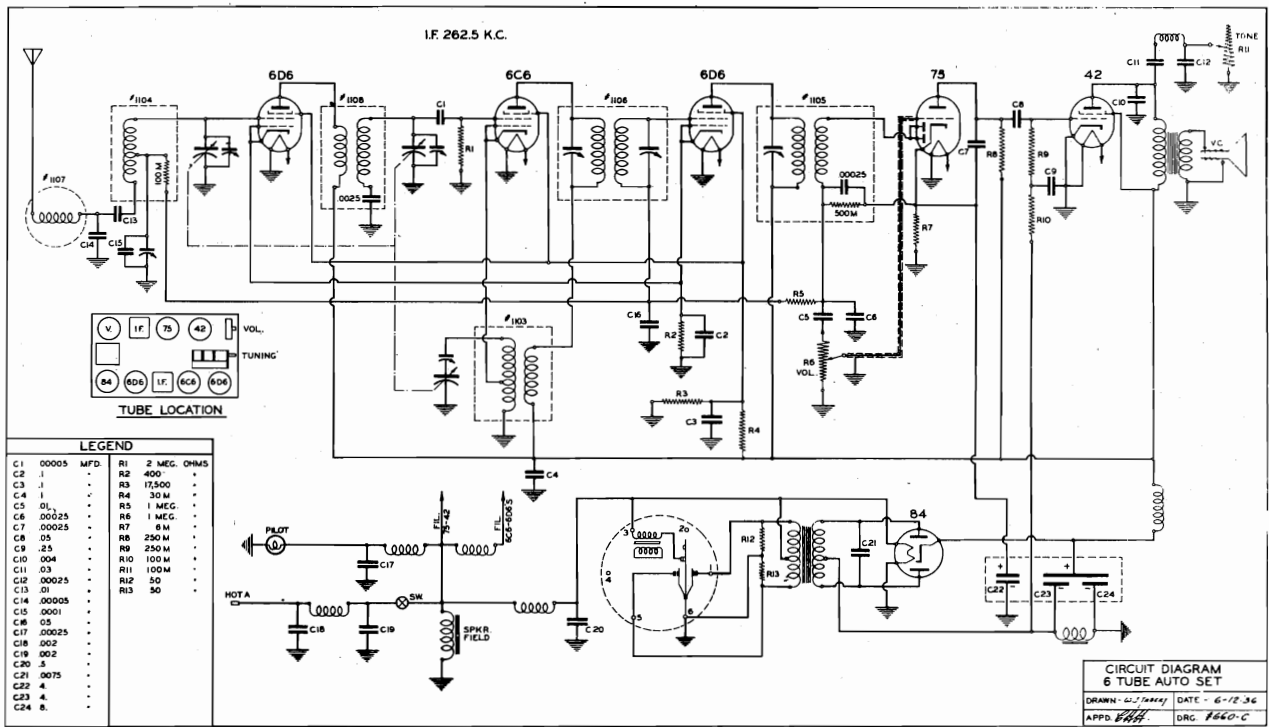 I.F. 262.5 K.C.
6D6
6C6
6D6
75
42
TONE
R11
C11
C12
C10
#1104
#1108
C1
#1106
#1105
C8
100M
R1
C7
R8
R9
C9
#1107
.0025
.00025
500M
V.C.
C13
C14
C15
R7
R10
R5
C16
R2
C2
C5
C6
#1103
R6
VOL.
V.
I.F.
75
42
VOL.
TUNING
84
6D6
I.F.
6C6
6D6
TUBE LOCATION
R3
C3
R4
C4
LEGEND
C1 .00005 MFD. R1 2 MEG. OHMS
C2 .1 " R2 400 "
C3 .1 " R3 17,500 "
C4 .1 " R4 30 M "
C5 .01 " R5 1 MEG. "
C6 .00025 " R6 1 MEG. "
C7 .00025 " R7 6 M "
C8 .05 " R8 250 M "
C9 .25 " R9 250 M "
C10 .004 " R10 100 M "
C11 .03 " R11 100 M "
C12 .00025 " R12 50 "
C13 .01 " R13 50 "
C14 .00005 "
C15 .0001 "
C16 .05 "
C17 .00025 "
C18 .002 "
C19 .002 "
C20 .5 "
C21 .0075 "
C22 4. "
C23 4. "
C24 8. "
PILOT
C17
FIL.
75-42
FIL.
6C6-6D6'S
HOT A
C18
C19
SW.
SPKR.
FIELD
C20
3
2
4
1
5
6
R12
R13
C21
84
C22
C23
C24
CIRCUIT DIAGRAM
6 TUBE AUTO SET
DRAWN - DATE - 6-12-36
APPD. DRG. #660-C